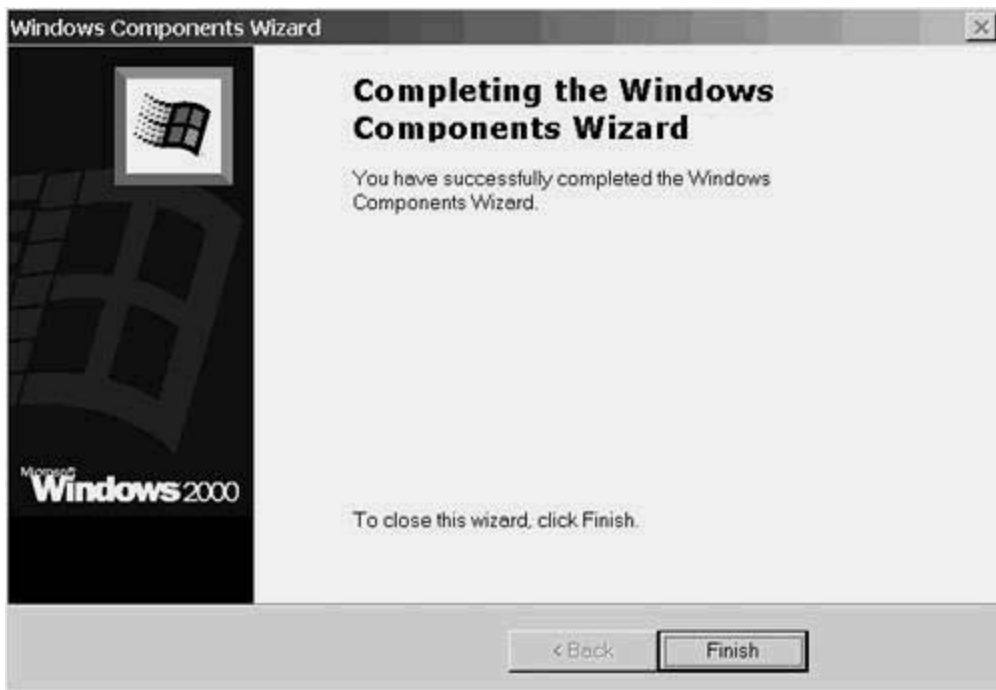 Windows Components Wizard
Completing the Windows
Components Wizard
You have successfully completed the Windows
Components Wizard.
Microsoft
Windows 2000
To close this wizard, click Finish.
< Back
Finish